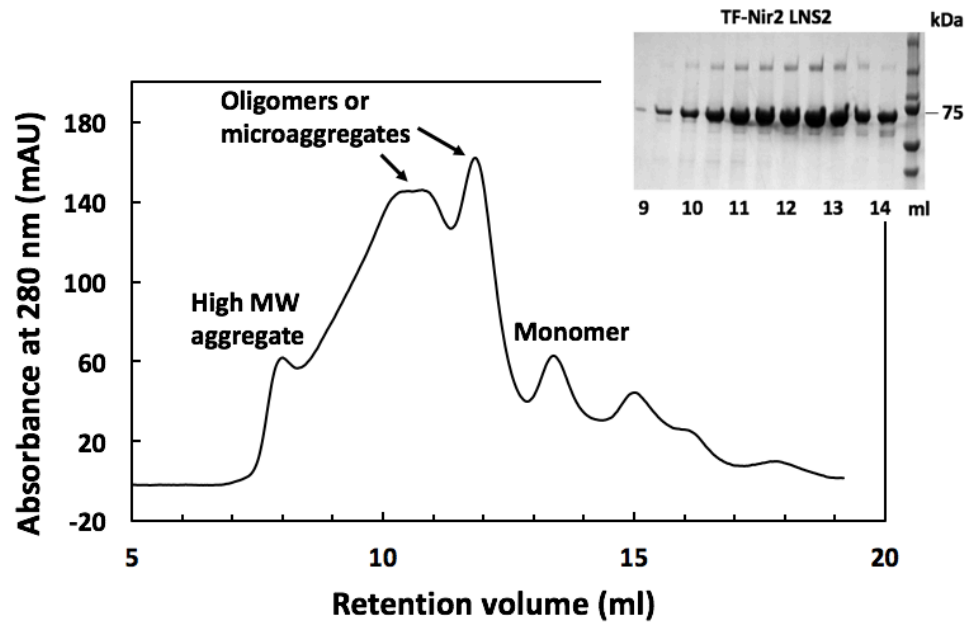 TF-Nir2 LNS2
kDa
75
9 10 11 12 13 14 ml
Oligomers or
microaggregates
High MW
aggregate
Monomer
Absorbance at 280 nm (mAU)
180
140
100
60
20
-20
5 10 15 20
Retention volume (ml)